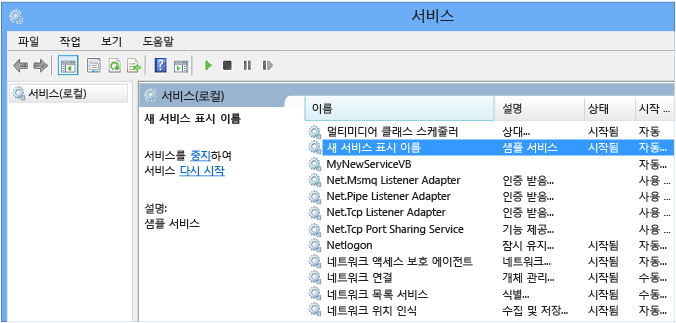 서비스
파일 작업 보기 도움말
서비스(로컬)
서비스(로컬)
새 서비스 표시 이름
서비스를 중지하여
서비스 다시 시작
설명:
샘플 서비스
이름 설명 상태 시작 ...
멀티미디어 클래스 스케줄러 상대... 시작됨 자동
새 서비스 표시 이름 샘플 서비스 시작됨 자동...
MyNewServiceVB 자동...
Net.Msmq Listener Adapter 인증 받음... 사용 ...
Net.Pipe Listener Adapter 인증 받음... 사용 ...
Net.Tcp Listener Adapter 인증 받음... 사용 ...
Net.Tcp Port Sharing Service 기능 제공... 사용 ...
Netlogon 잠시 유지... 시작됨 자동...
네트워크 액세스 보호 에이전트 네트워크... 시작됨 자동...
네트워크 연결 개체 관리... 시작됨 수동...
네트워크 목록 서비스 식별... 시작됨 수동...
네트워크 위치 인식 수집 및 저장... 시작됨 자동...